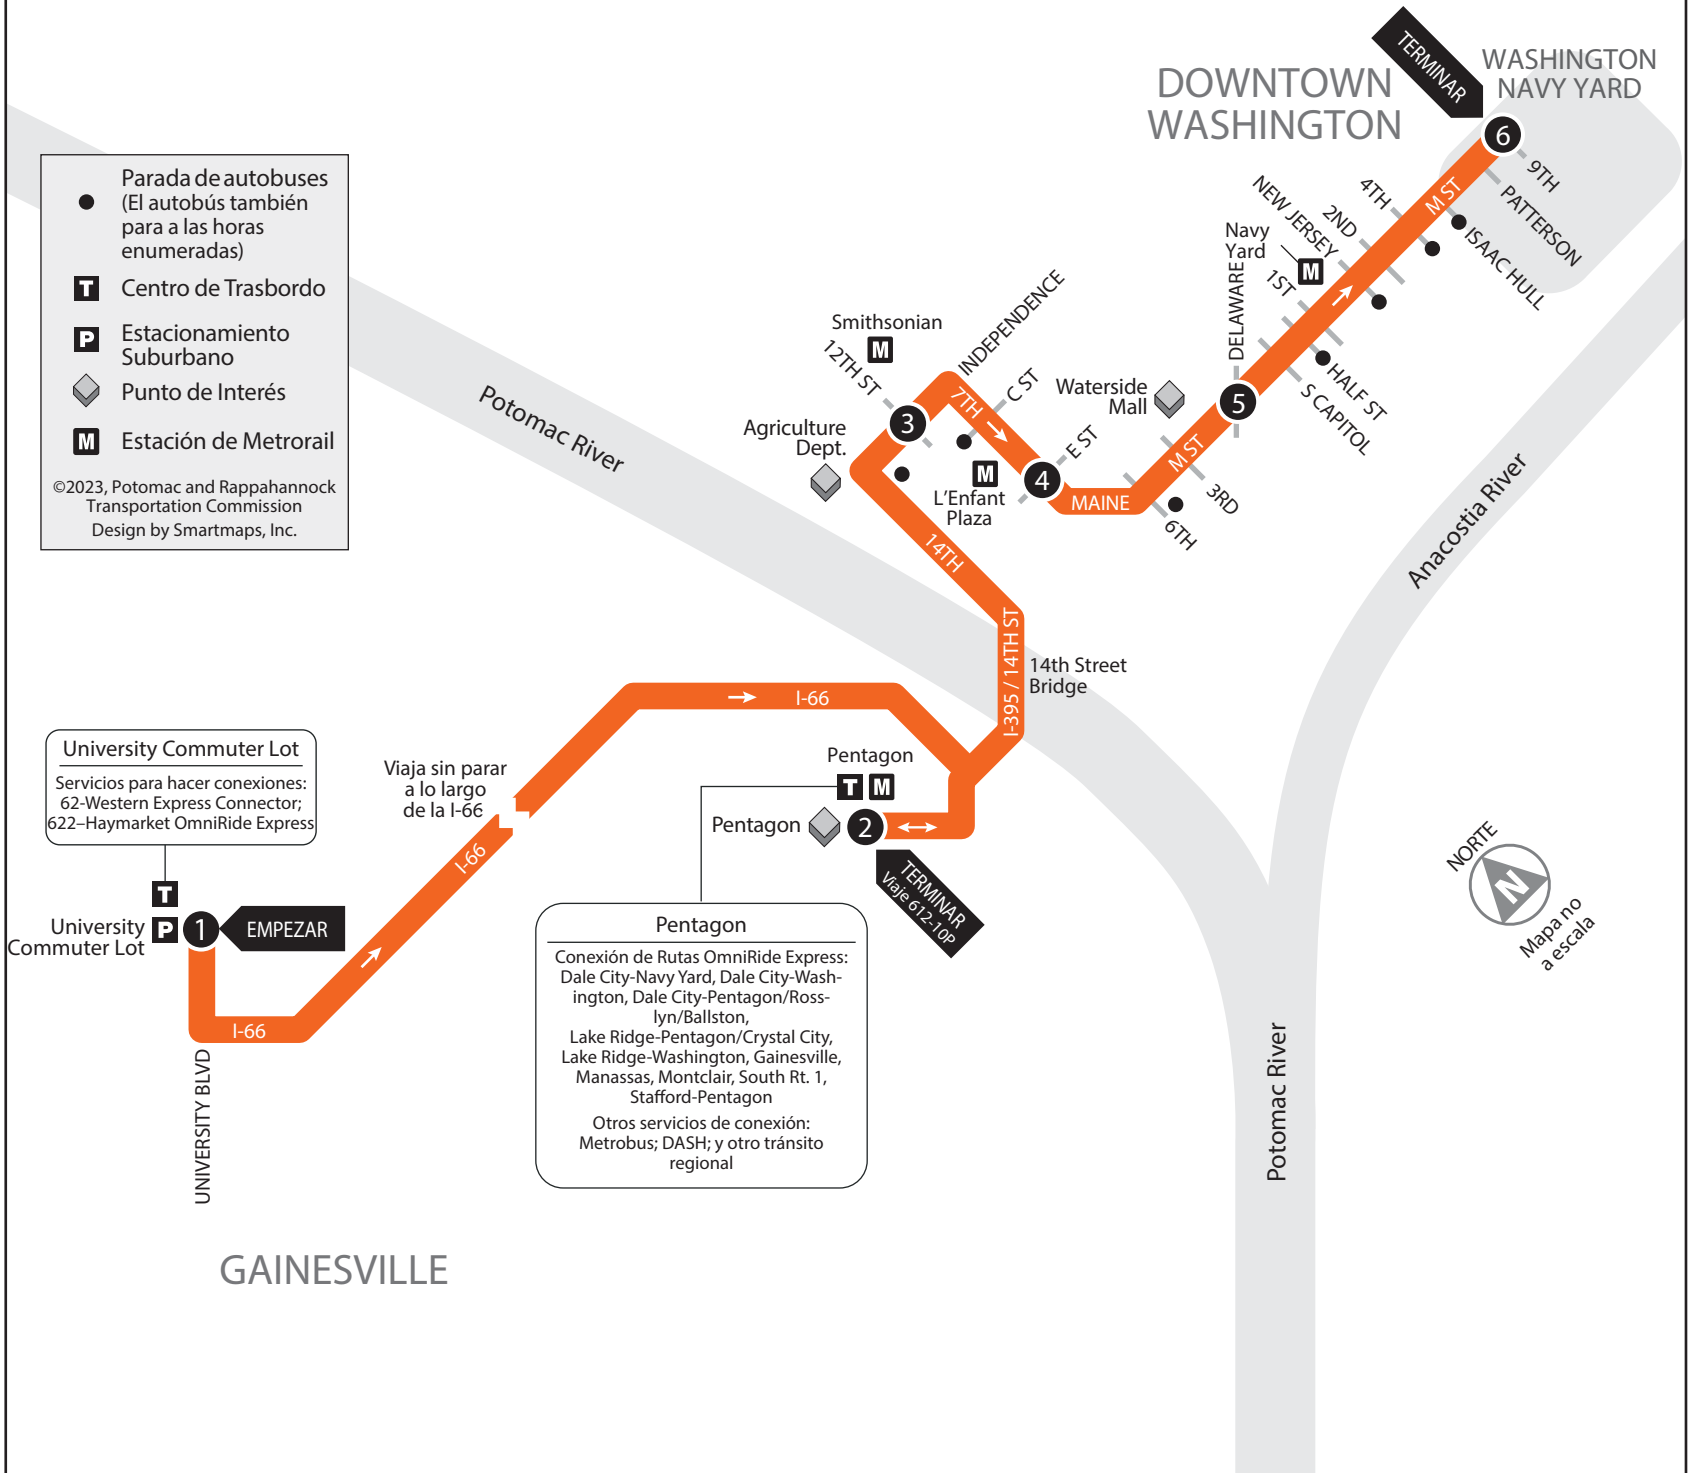 TERMINAR
WASHINGTON
NAVY YARD
DOWNTOWN
WASHINGTON
6
9TH
PATTERSON
ISAAC HULL
M ST
4TH
2ND
NEW JERSEY
Navy
Yard
M
1ST
DELAWARE
HALF ST
S CAPITOL
Parada de autobuses
(El autobús también
para a las horas
enumeradas)
T
Centro de Trasbordo
P
Estacionamiento
Suburbano
Punto de Interés
M
Estación de Metrorail
©2023, Potomac and Rappahannock
Transportation Commission
Design by Smartmaps, Inc.
Potomac River
Smithsonian
M
12TH ST
INDEPENDENCE
3
7TH
C ST
Agriculture
Dept.
Waterside
Mall
5
E ST
4
M
L'Enfant
Plaza
MAINE
M ST
3RD
6TH
14TH
Anacostia River
I-395 / 14TH ST
14th Street
Bridge
I-66
University Commuter Lot
Servicios para hacer conexiones:
62-Western Express Connector;
622–Haymarket OmniRide Express
Viaja sin parar
a lo largo
de la I-66
I-66
Pentagon
T M
Pentagon
2
TERMINAR
Viaje 612-10P
T
University
Commuter Lot
P
1
EMPEZAR
I-66
UNIVERSITY BLVD
Pentagon
Conexión de Rutas OmniRide Express:
Dale City-Navy Yard, Dale City-Wash-
ington, Dale City-Pentagon/Ross-
lyn/Ballston,
Lake Ridge-Pentagon/Crystal City,
Lake Ridge-Washington, Gainesville,
Manassas, Montclair, South Rt. 1,
Stafford-Pentagon
Otros servicios de conexión:
Metrobus; DASH; y otro tránsito
regional
NORTE
N
Mapa no
a escala
Potomac River
GAINESVILLE